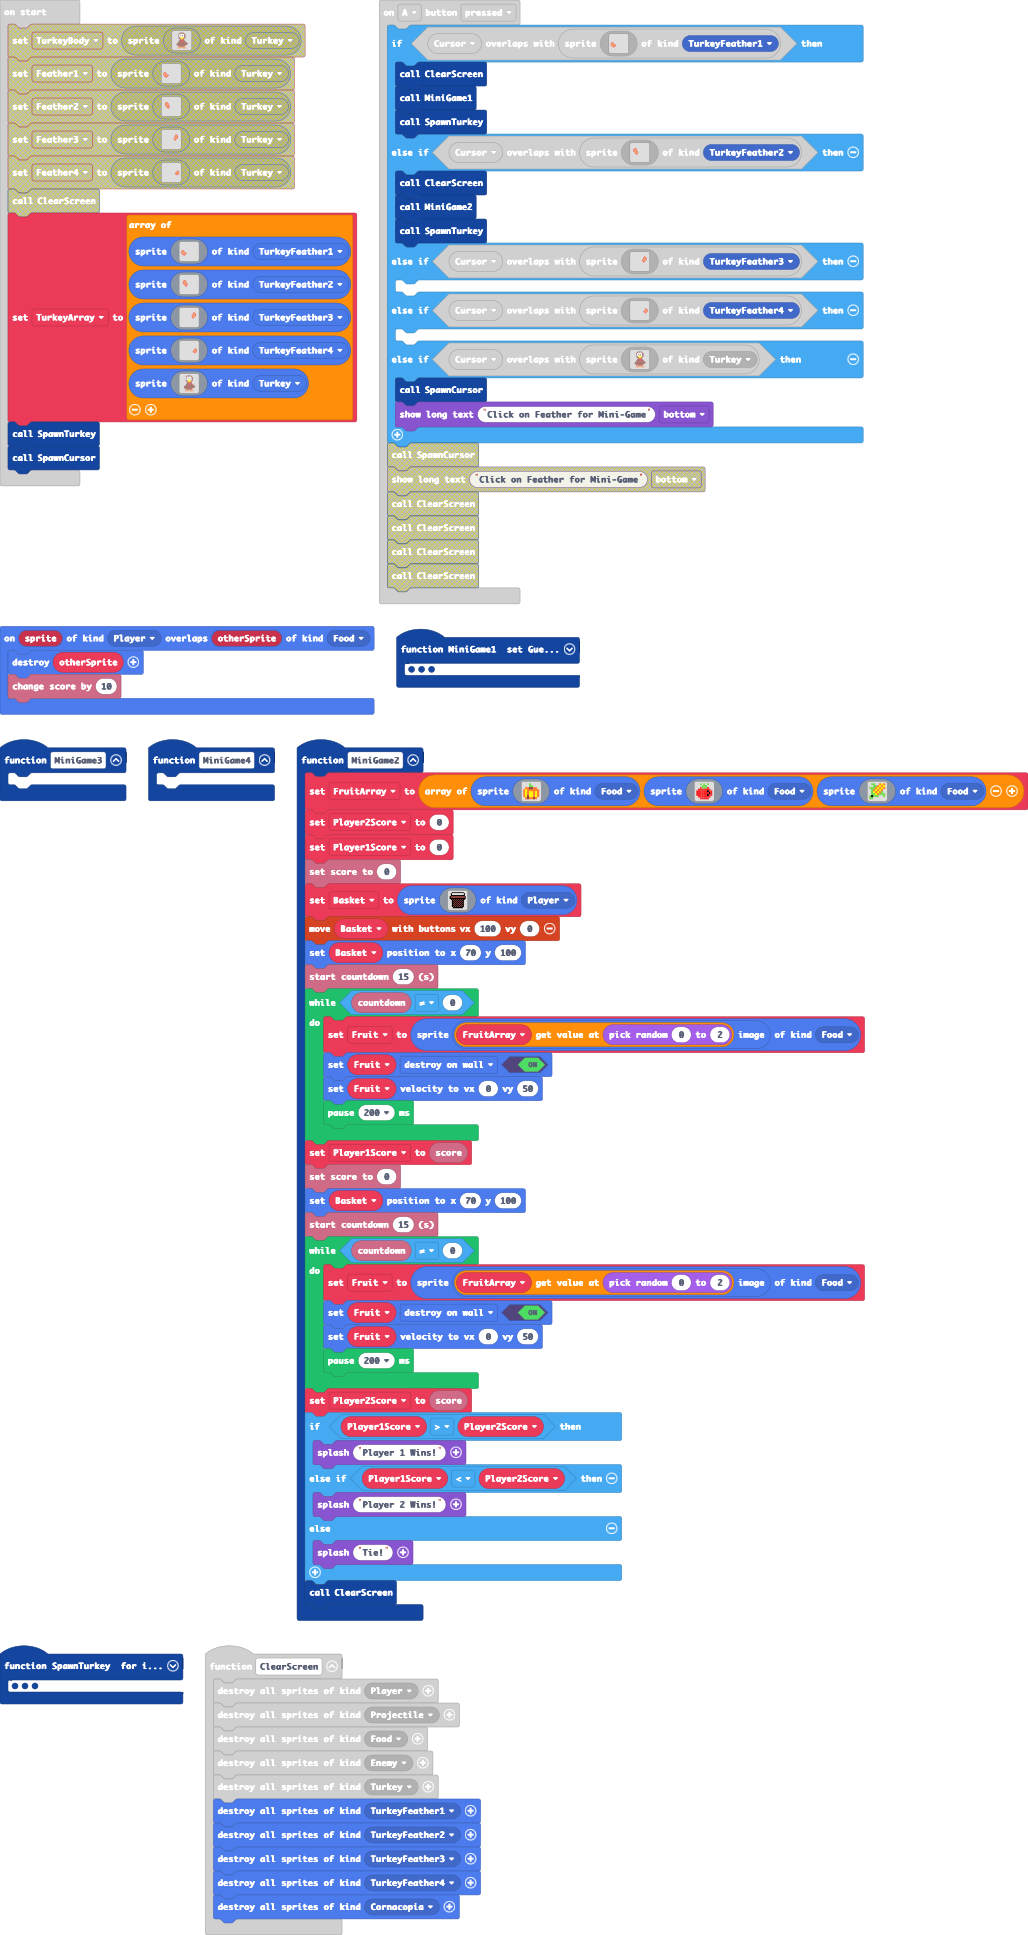 on start
set TurkeyBody to sprite of kind Turkey
set Feather1 to sprite of kind Turkey
set Feather2 to sprite of kind Turkey
set Feather3 to sprite of kind Turkey
set Feather4 to sprite of kind Turkey
call ClearScreen
set TurkeyArray to array of
sprite of kind TurkeyFeather1
sprite of kind TurkeyFeather2
sprite of kind TurkeyFeather3
sprite of kind TurkeyFeather4
sprite of kind Turkey
call SpawnTurkey
call SpawnCursor
on A button pressed
if Cursor overlaps with sprite of kind TurkeyFeather1 then
call ClearScreen
call MiniGame1
call SpawnTurkey
else if Cursor overlaps with sprite of kind TurkeyFeather2 then
call ClearScreen
call MiniGame2
call SpawnTurkey
else if Cursor overlaps with sprite of kind TurkeyFeather3 then
else if Cursor overlaps with sprite of kind TurkeyFeather4 then
else if Cursor overlaps with sprite of kind Turkey then
call SpawnCursor
show long text "Click on Feather for Mini-Game" bottom
call SpawnCursor
show long text "Click on Feather for Mini-Game" bottom
call ClearScreen
call ClearScreen
call ClearScreen
call ClearScreen
on sprite of kind Player overlaps otherSprite of kind Food
destroy otherSprite
change score by 10
function MiniGame1 set Gue...
function MiniGame3
function MiniGame4
function MiniGame2
set FruitArray to array of sprite of kind Food sprite of kind Food sprite of kind Food
set Player2Score to 0
set Player1Score to 0
set score to 0
set Basket to sprite of kind Player
move Basket with buttons vx 100 vy 0
set Basket position to x 70 y 100
start countdown 15 (s)
while countdown ≠ 0
do
set Fruit to sprite FruitArray get value at pick random 0 to 2 image of kind Food
set Fruit destroy on wall ON
set Fruit velocity to vx 0 vy 50
pause 200 ms
set Player1Score to score
set score to 0
set Basket position to x 70 y 100
start countdown 15 (s)
while countdown ≠ 0
do
set Fruit to sprite FruitArray get value at pick random 0 to 2 image of kind Food
set Fruit destroy on wall ON
set Fruit velocity to vx 0 vy 50
pause 200 ms
set Player2Score to score
if Player1Score > Player2Score then
splash "Player 1 Wins!"
else if Player1Score < Player2Score then
splash "Player 2 Wins!"
else
splash "Tie!"
call ClearScreen
function SpawnTurkey for i...
function ClearScreen
destroy all sprites of kind Player
destroy all sprites of kind Projectile
destroy all sprites of kind Food
destroy all sprites of kind Enemy
destroy all sprites of kind Turkey
destroy all sprites of kind TurkeyFeather1
destroy all sprites of kind TurkeyFeather2
destroy all sprites of kind TurkeyFeather3
destroy all sprites of kind TurkeyFeather4
destroy all sprites of kind Cornacopia